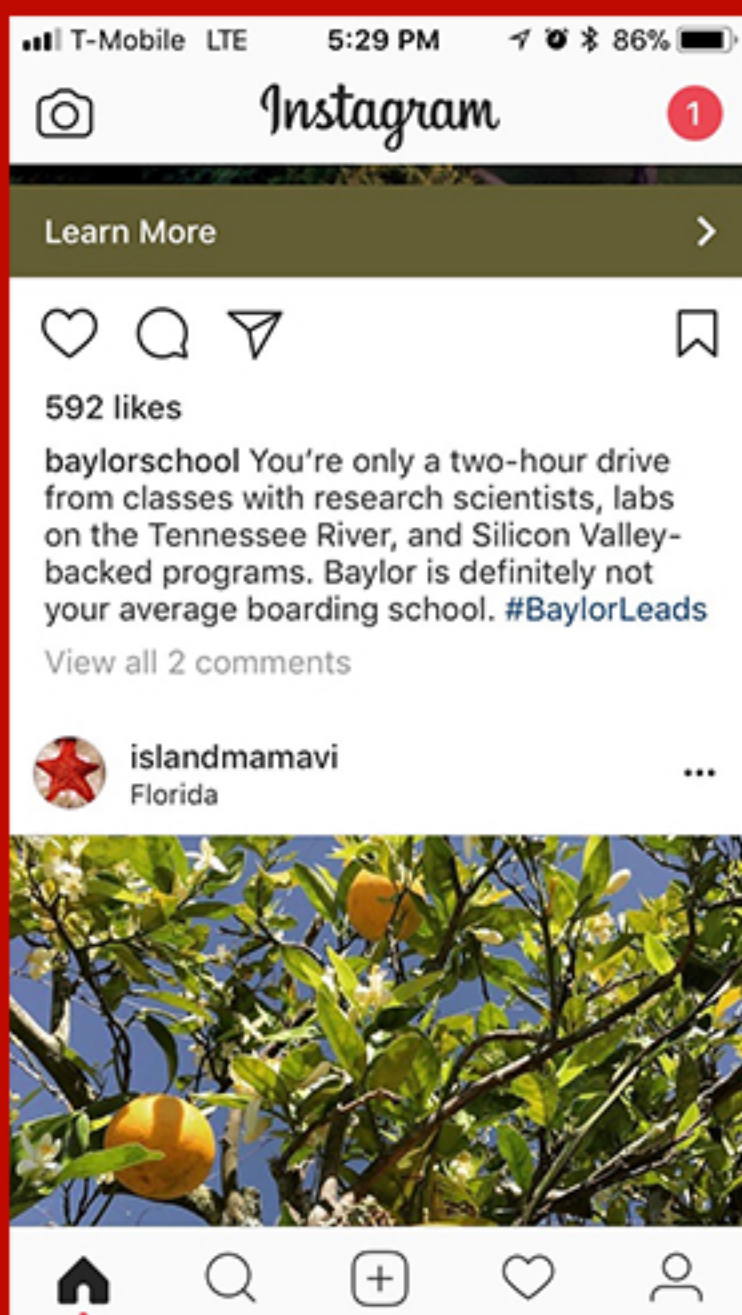 T-Mobile LTE 5:29 PM 86%
Instagram 1
Learn More
592 likes
baylorschool You're only a two-hour drive
from classes with research scientists, labs
on the Tennessee River, and Silicon Valley-
backed programs. Baylor is definitely not
your average boarding school. #BaylorLeads
View all 2 comments
islandmamavi
Florida